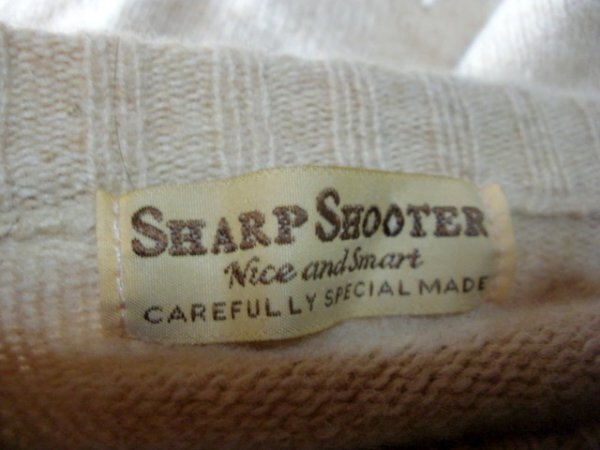 SHARP SHOOTER
Nice and Smart
CAREFULLY SPECIAL MADE